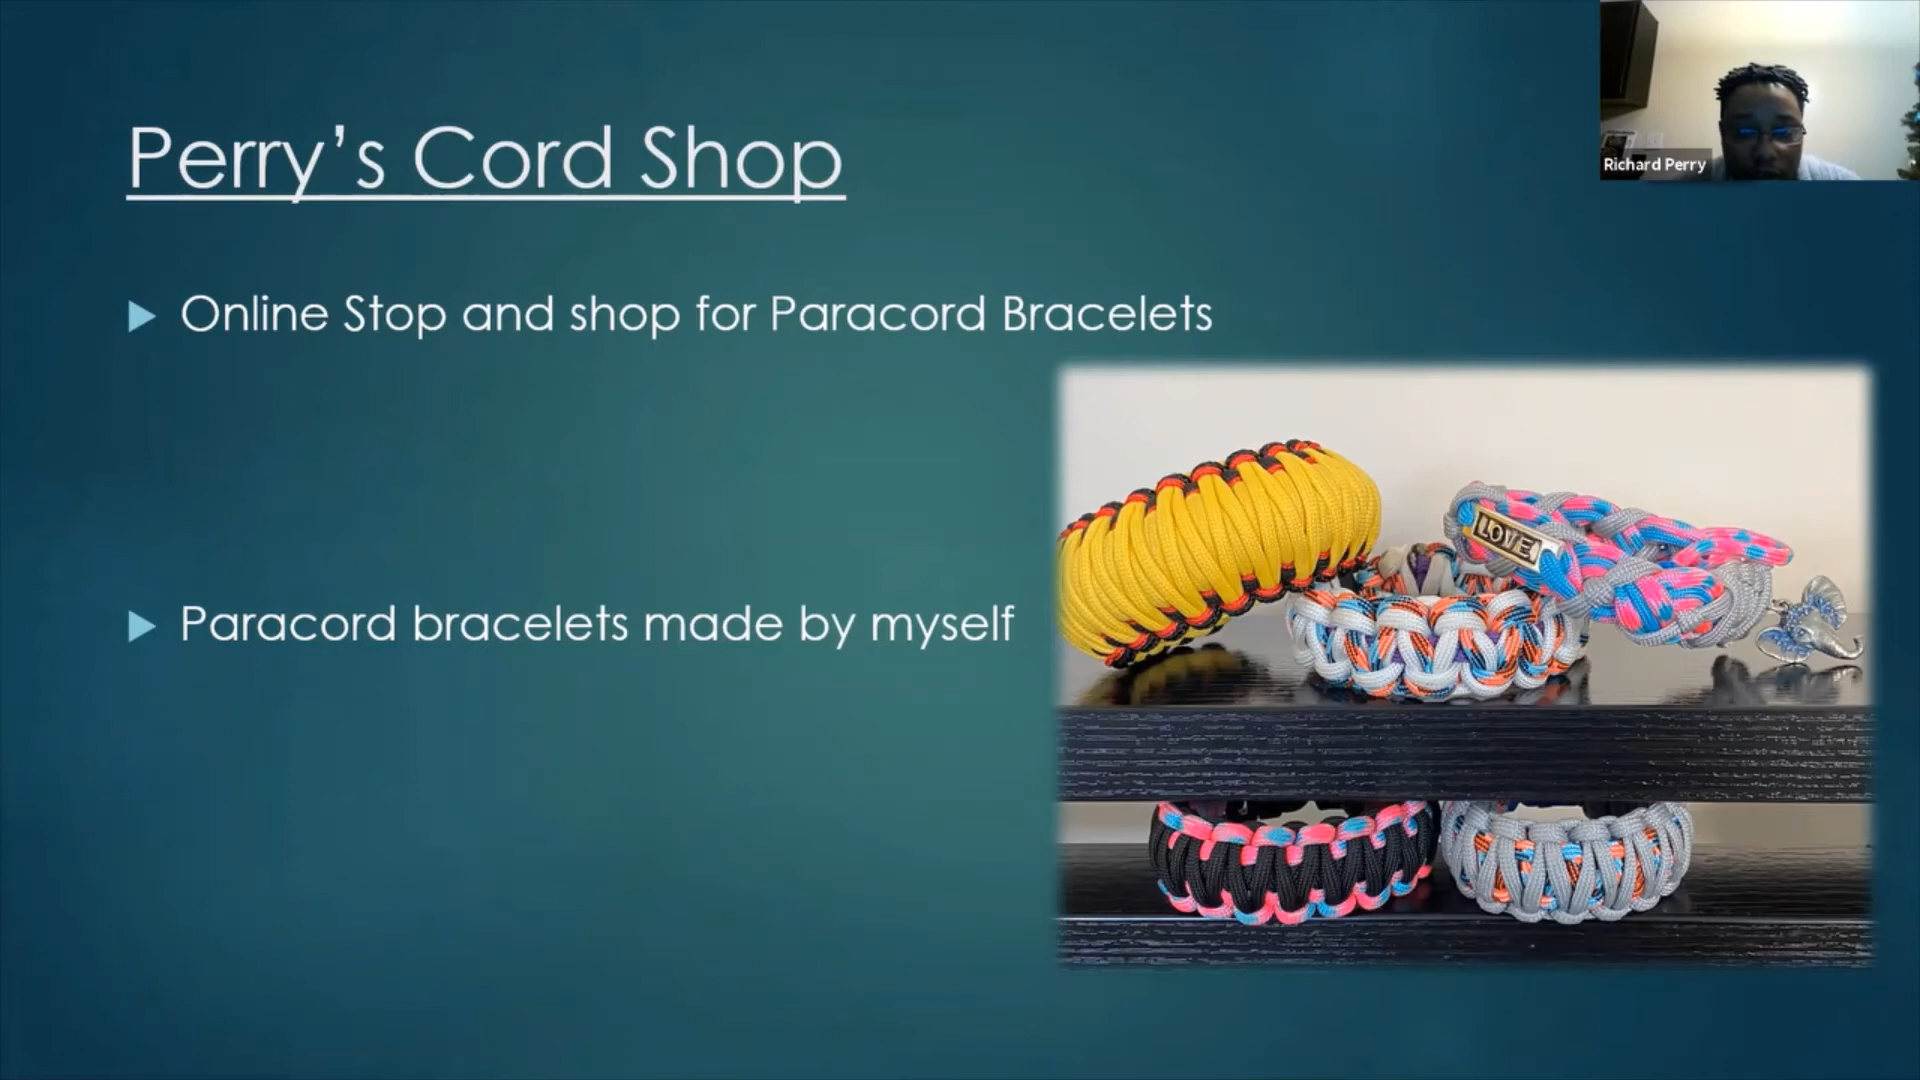 Perry’s Cord Shop
Richard Perry
Online Stop and shop for Paracord Bracelets
Paracord bracelets made by myself
LOVE